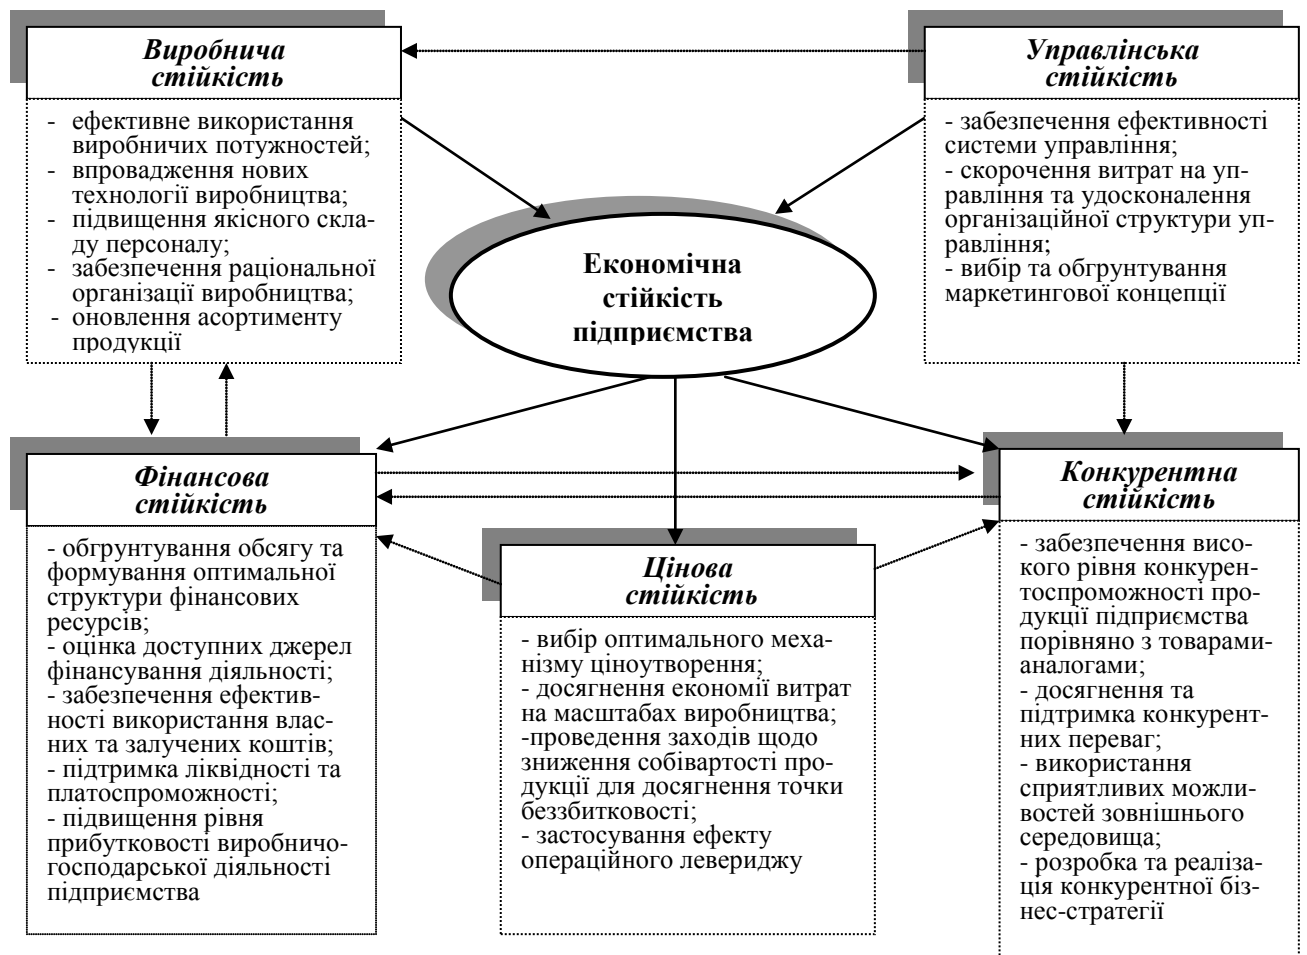 Виробнича
стійкість
- ефективне використання
виробничих потужностей;
- впровадження нових
технології виробництва;
- підвищення якісного скла-
ду персоналу;
- забезпечення раціональної
організації виробництва;
- оновлення асортименту
продукції
Управлінська
стійкість
- забезпечення ефективності
системи управління;
- скорочення витрат на уп-
равління та удосконалення
організаційної структури уп-
равління;
- вибір та обгрунтування
маркетингової концепції
Економічна
стійкість
підприємства
Фінансова
стійкість
- обгрунтування обсягу та
формування оптимальної
структури фінансових
ресурсів;
- оцінка доступних джерел
фінансування діяльності;
- забезпечення ефектив-
ності використання влас-
них та залучених коштів;
- підтримка ліквідності та
платоспроможності;
- підвищення рівня
прибутковості виробничо-
господарської діяльності
підприємства
Цінова
стійкість
- вибір оптимального меха-
нізму ціноутворення;
- досягнення економії витрат
на масштабах виробництва;
-проведення заходів щодо
зниження собівартості про-
дукції для досягнення точки
беззбитковості;
- застосування ефекту
операційного левериджу
Конкурентна
стійкість
- забезпечення висо-
кого рівня конкурен-
тоспроможності про-
дукції підприємства
порівняно з товарами-
аналогами;
- досягнення та
підтримка конкурент-
них переваг;
- використання
сприятливих можли-
востей зовнішнього
середовища;
- розробка та реаліза-
ція конкурентної біз-
нес-стратегії